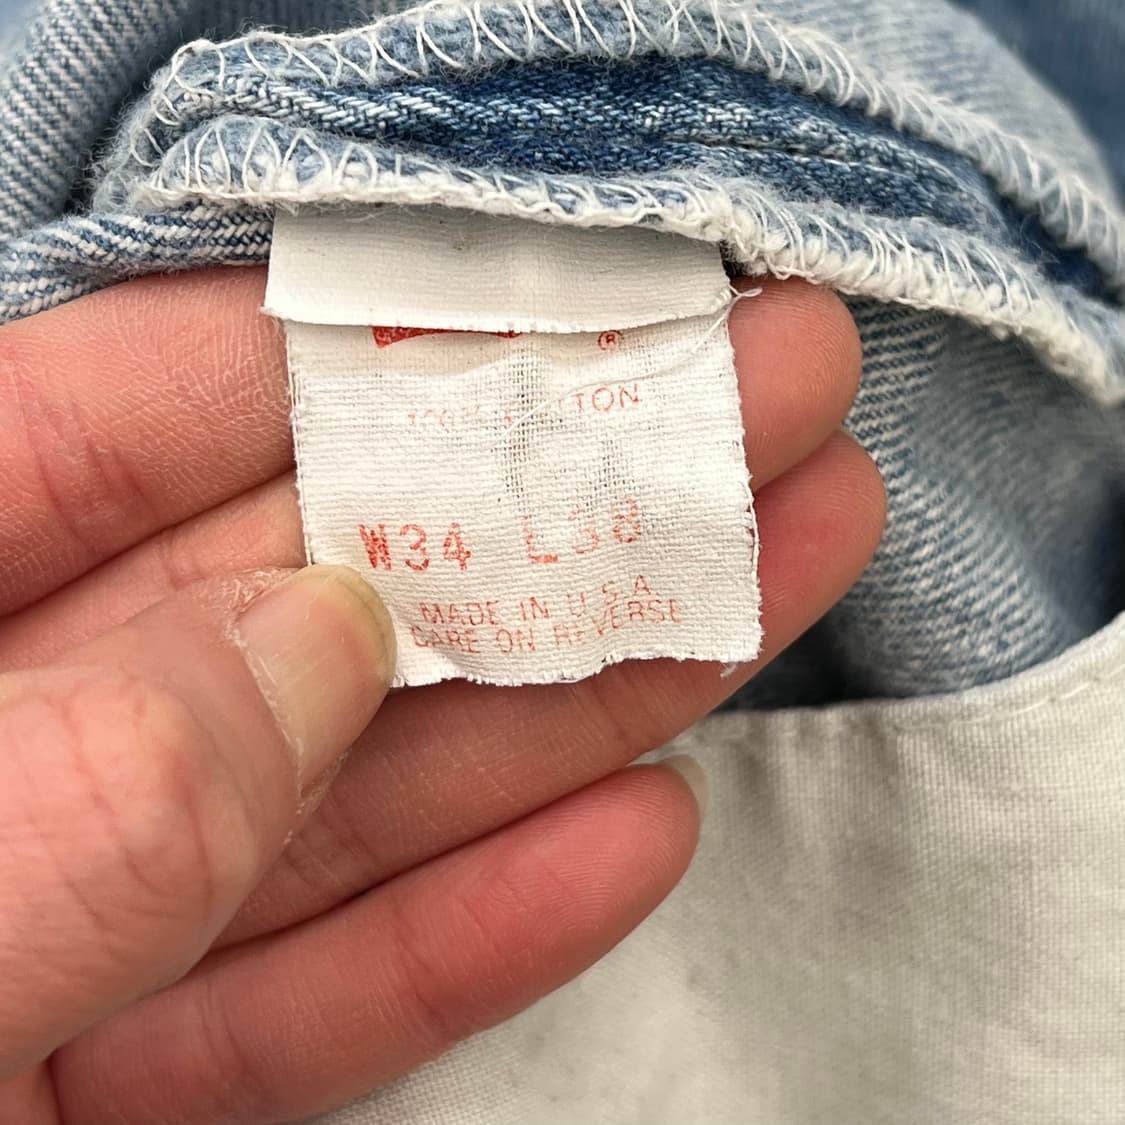 ®
100% COTTON
W34 L38
MADE IN U S A
CARE ON REVERSE